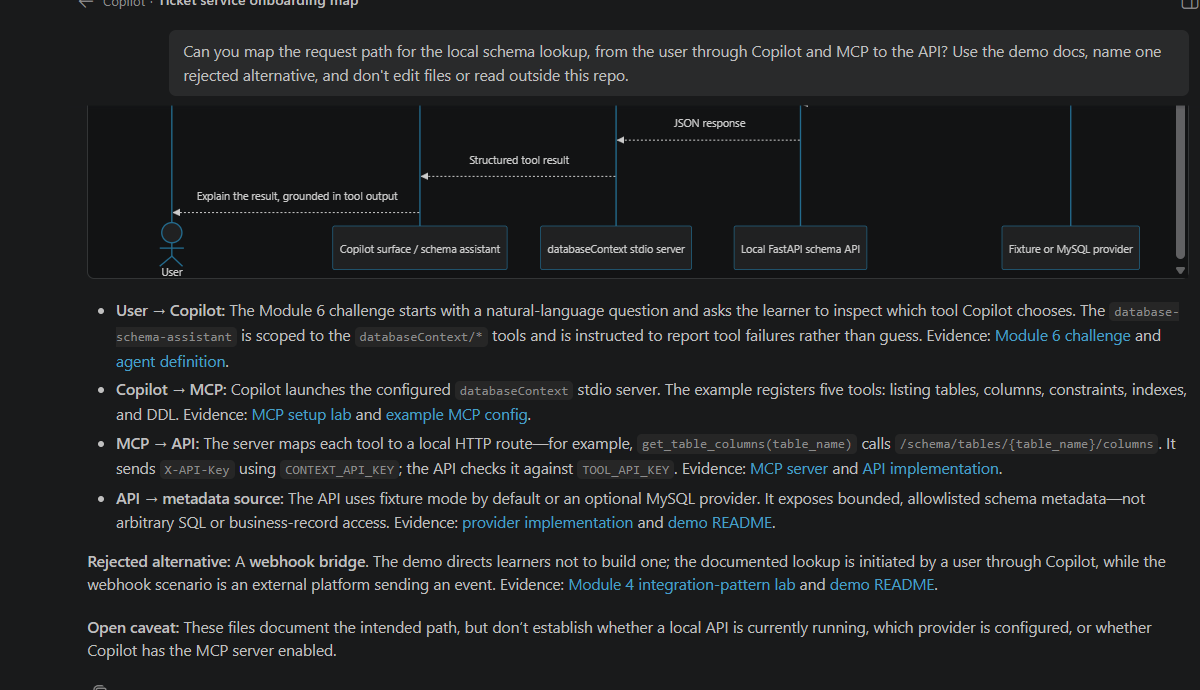 Copilot · Ticket service onboarding map
Can you map the request path for the local schema lookup, from the user through Copilot and MCP to the API? Use the demo docs, name one
rejected alternative, and don't edit files or read outside this repo.
JSON response
Structured tool result
Explain the result, grounded in tool output
Copilot surface / schema assistant
databaseContext stdio server
Local FastAPI schema API
Fixture or MySQL provider
User
• User → Copilot: The Module 6 challenge starts with a natural-language question and asks the learner to inspect which tool Copilot chooses. The database-
schema-assistant is scoped to the databaseContext/* tools and is instructed to report tool failures rather than guess. Evidence: Module 6 challenge and
agent definition.
• Copilot → MCP: Copilot launches the configured databaseContext stdio server. The example registers five tools: listing tables, columns, constraints, indexes,
and DDL. Evidence: MCP setup lab and example MCP config.
• MCP → API: The server maps each tool to a local HTTP route—for example, get_table_columns(table_name) calls /schema/tables/{table_name}/columns. It
sends X-API-Key using CONTEXT_API_KEY; the API checks it against TOOL_API_KEY. Evidence: MCP server and API implementation.
• API → metadata source: The API uses fixture mode by default or an optional MySQL provider. It exposes bounded, allowlisted schema metadata—not
arbitrary SQL or business-record access. Evidence: provider implementation and demo README.
Rejected alternative: A webhook bridge. The demo directs learners not to build one; the documented lookup is initiated by a user through Copilot, while the
webhook scenario is an external platform sending an event. Evidence: Module 4 integration-pattern lab and demo README.
Open caveat: These files document the intended path, but don’t establish whether a local API is currently running, which provider is configured, or whether
Copilot has the MCP server enabled.